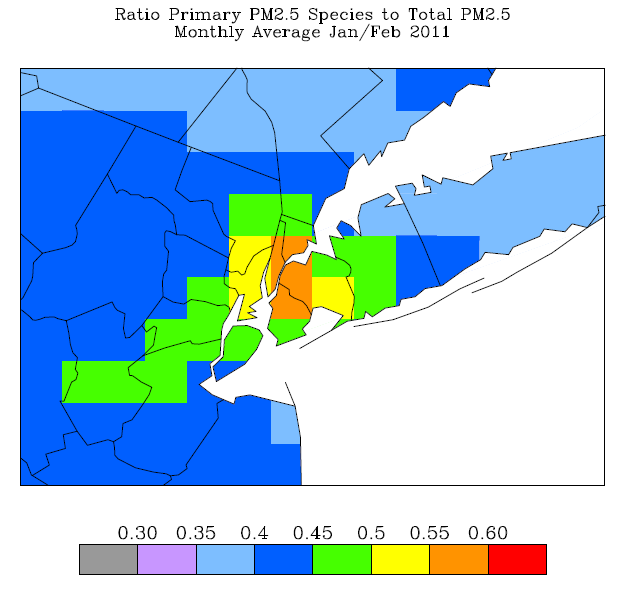 Ratio Primary PM2.5 Species to Total PM2.5
Monthly Average Jan/Feb 2011
0.30 0.35 0.4 0.45 0.5 0.55 0.60